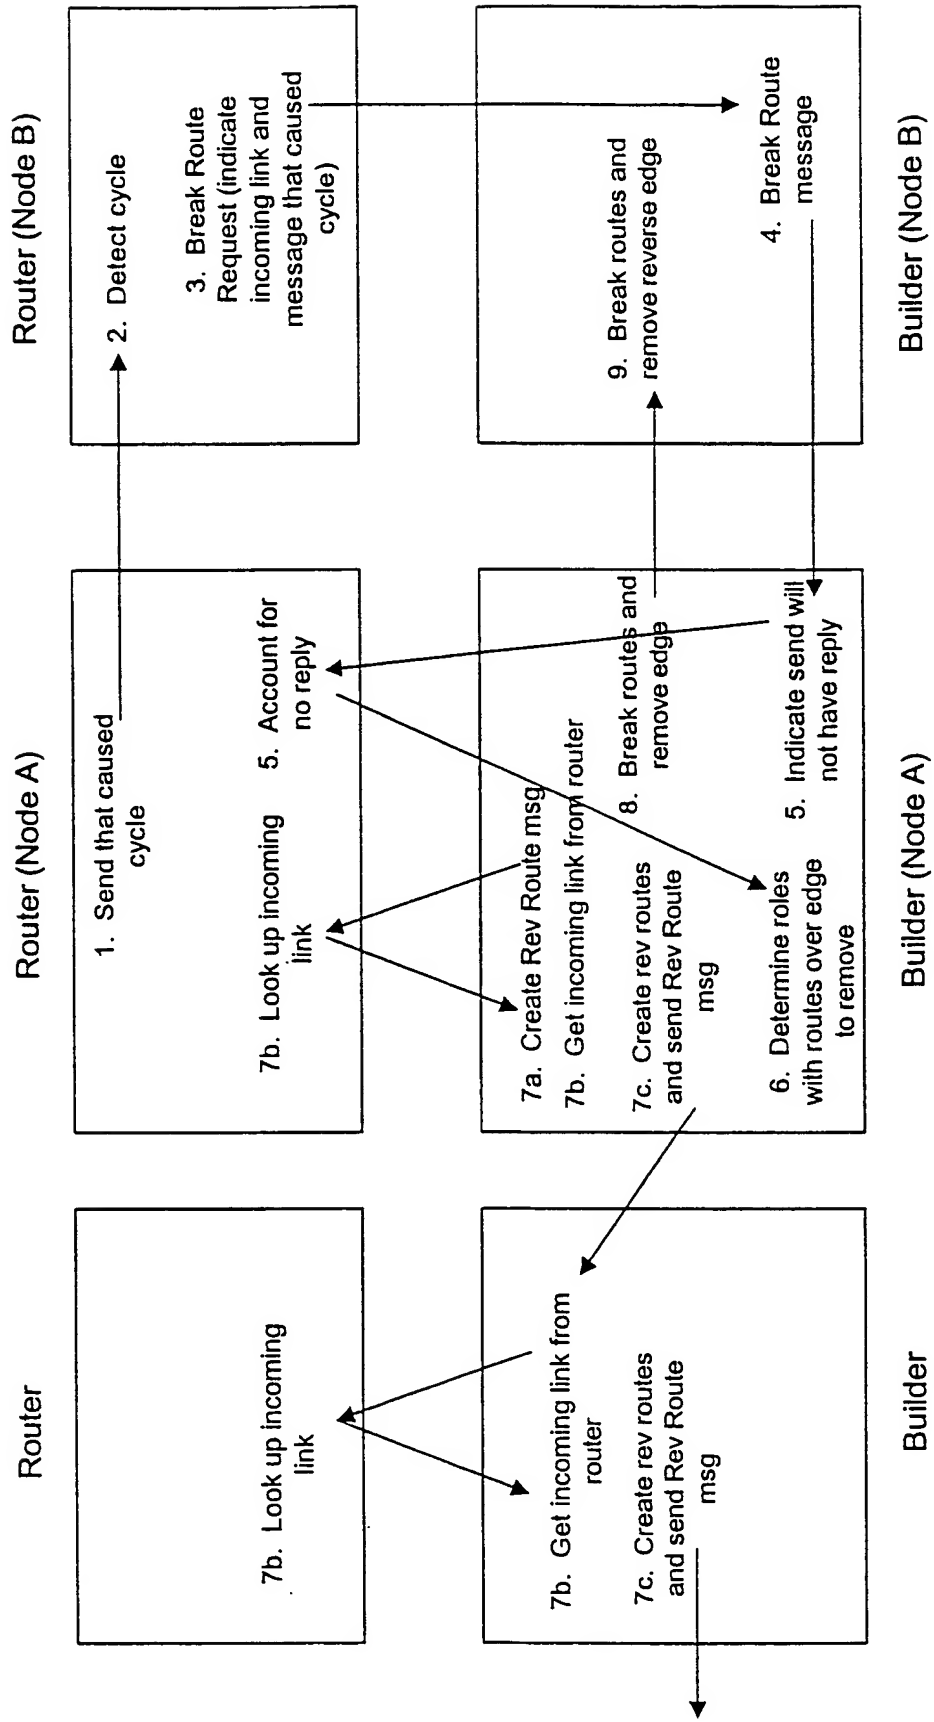 Router
Router (Node A)
Router (Node B)
7b. Look up incoming
link
1. Send that caused
cycle
7b. Look up incoming
link
5. Account for
no reply
2. Detect cycle
3. Break Route
Request (indicate
incoming link and
message that caused
cycle)
7b. Get incoming link from
router
7c. Create rev routes
and send Rev Route
msg
7a. Create Rev Route msg
7b. Get incoming link from router
7c. Create rev routes
and send Rev Route
msg
6. Determine roles
with routes over edge
to remove
8. Break routes and
remove edge
5. Indicate send will
not have reply
9. Break routes and
remove reverse edge
4. Break Route
message
Builder
Builder (Node A)
Builder (Node B)